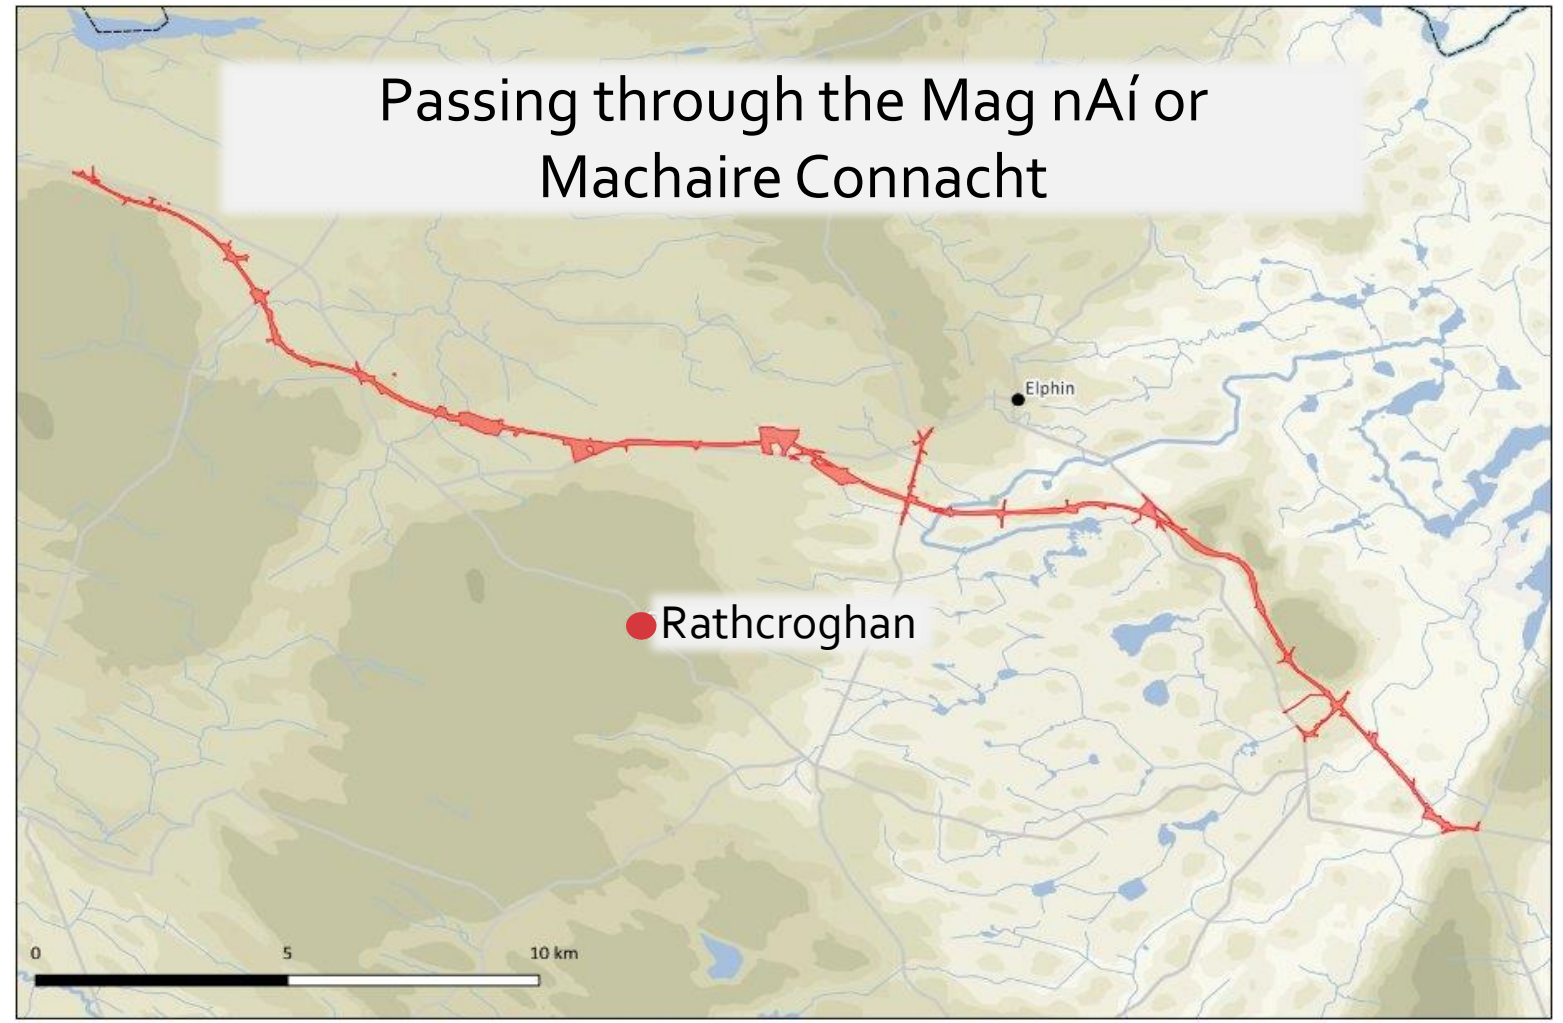 Passing through the Mag nAí or
Machaire Connacht
Elphin
Rathcroghan
0 5 10 km